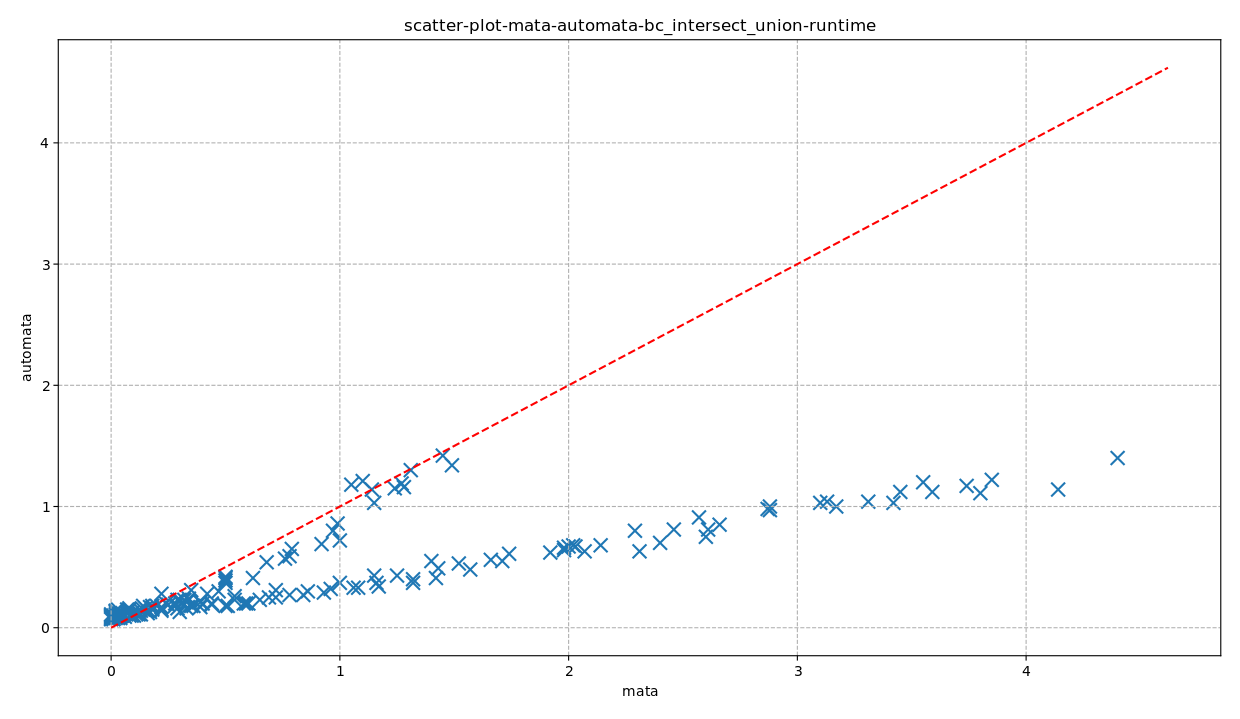 scatter-plot-mata-automata-bc_intersect_union-runtime
automata
4
3
2
1
0
0 1 2 3 4
mata